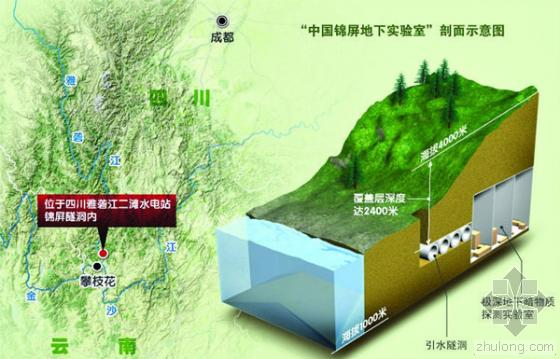 成都
“中国锦屏地下实验室”剖面示意图
雅
砻
江
四 川
海拔4000米
覆盖层深度
达2400米
位于四川雅砻江二滩水电站
锦屏隧洞内
攀枝花
金
沙
江
云 南
海拔1000米
极深地下暗物质
探测实验室
引水隧洞
zhulong.com